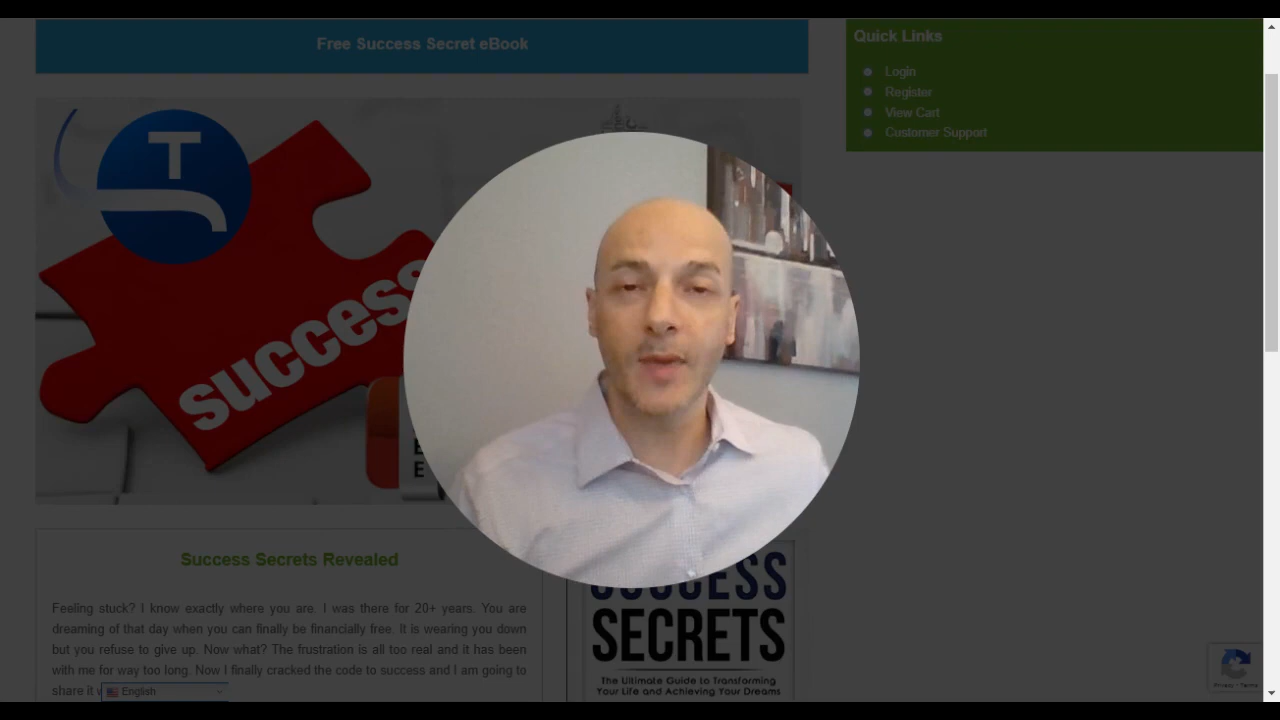 Free Success Secret eBook
Quick Links
Login
Register
View Cart
Customer Support
T
success
E
E
Success Secrets Revealed
Feeling stuck? I know exactly where you are. I was there for 20+ years. You are
dreaming of that day when you can finally be financially free. It is wearing you down
but you refuse to give up. Now what? The frustration is all too real and it has been
with me for way too long. Now I finally cracked the code to success and I am going to
share it
English
SUCCESS
SECRETS
The Ultimate Guide to Transforming
Your Life and Achieving Your Dreams
Privacy - Terms